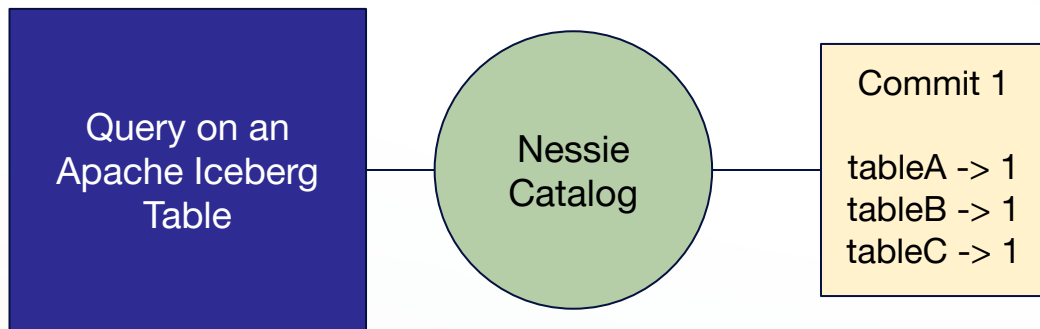 Query on an
Apache Iceberg
Table
Nessie
Catalog
Commit 1
tableA -> 1
tableB -> 1
tableC -> 1